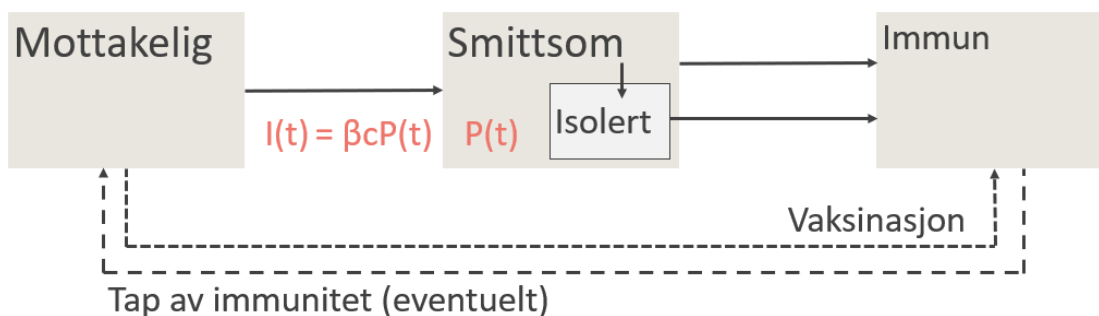 Mottakelig
Smittsom
Immun
Isolert
I(t) = βcP(t)
P(t)
Vaksinasjon
Tap av immunitet (eventuelt)